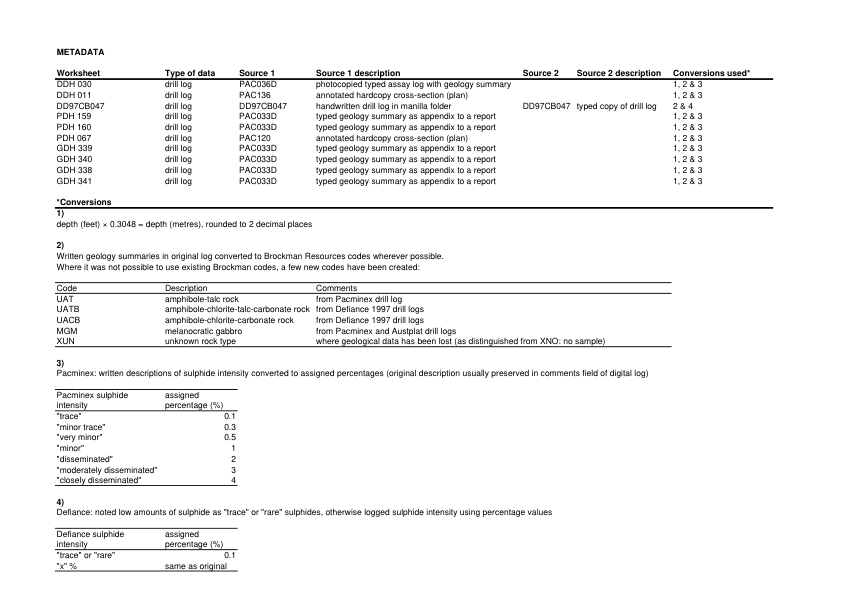 METADATA
Worksheet Type of data Source 1 Source 1 description Source 2 Source 2 description Conversions used*
DDH 030 drill log PAC036D photocopied typed assay log with geology summary 1, 2 & 3
DDH 011 drill log PAC136 annotated hardcopy cross-section (plan) 1, 2 & 3
DD97CB047 drill log DD97CB047 handwritten drill log in manilla folder DD97CB047 typed copy of drill log 2 & 4
PDH 159 drill log PAC033D typed geology summary as appendix to a report 1, 2 & 3
PDH 160 drill log PAC033D typed geology summary as appendix to a report 1, 2 & 3
PDH 067 drill log PAC120 annotated hardcopy cross-section (plan) 1, 2 & 3
GDH 339 drill log PAC033D typed geology summary as appendix to a report 1, 2 & 3
GDH 340 drill log PAC033D typed geology summary as appendix to a report 1, 2 & 3
GDH 338 drill log PAC033D typed geology summary as appendix to a report 1, 2 & 3
GDH 341 drill log PAC033D typed geology summary as appendix to a report 1, 2 & 3
*Conversions
1)
depth (feet) × 0.3048 = depth (metres), rounded to 2 decimal places
2)
Written geology summaries in original log converted to Brockman Resources codes wherever possible.
Where it was not possible to use existing Brockman codes, a few new codes have been created:
Code Description Comments
UAT amphibole-talc rock from Pacminex drill log
UATB amphibole-chlorite-talc-carbonate rock from Defiance 1997 drill logs
UACB amphibole-chlorite-carbonate rock from Defiance 1997 drill logs
MGM melanocratic gabbro from Pacminex and Austplat drill logs
XUN unknown rock type where geological data has been lost (as distinguished from XNO: no sample)
3)
Pacminex: written descriptions of sulphide intensity converted to assigned percentages (original description usually preserved in comments field of digital log)
Pacminex sulphide assigned
intensity percentage (%)
"trace" 0.1
"minor trace" 0.3
"very minor" 0.5
"minor" 1
"disseminated" 2
"moderately disseminated" 3
"closely disseminated" 4
4)
Defiance: noted low amounts of sulphide as "trace" or "rare" sulphides, otherwise logged sulphide intensity using percentage values
Defiance sulphide assigned
intensity percentage (%)
"trace" or "rare" 0.1
"x" % same as original